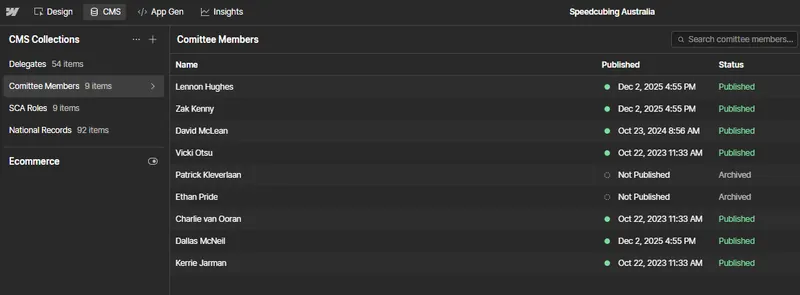 Design CMS App Gen Insights Speedcubing Australia
CMS Collections
Delegates 54 items
Comittee Members 9 items
SCA Roles 9 items
National Records 92 items
Ecommerce
Comittee Members Search comittee members...
Name Published Status
Lennon Hughes Dec 2, 2025 4:55 PM Published
Zak Kenny Dec 2, 2025 4:55 PM Published
David McLean Oct 23, 2024 8:56 AM Published
Vicki Otsu Oct 22, 2023 11:33 AM Published
Patrick Kleverlaan Not Published Archived
Ethan Pride Not Published Archived
Charlie van Ooran Oct 22, 2023 11:33 AM Published
Dallas McNeil Dec 2, 2025 4:55 PM Published
Kerrie Jarman Oct 22, 2023 11:33 AM Published